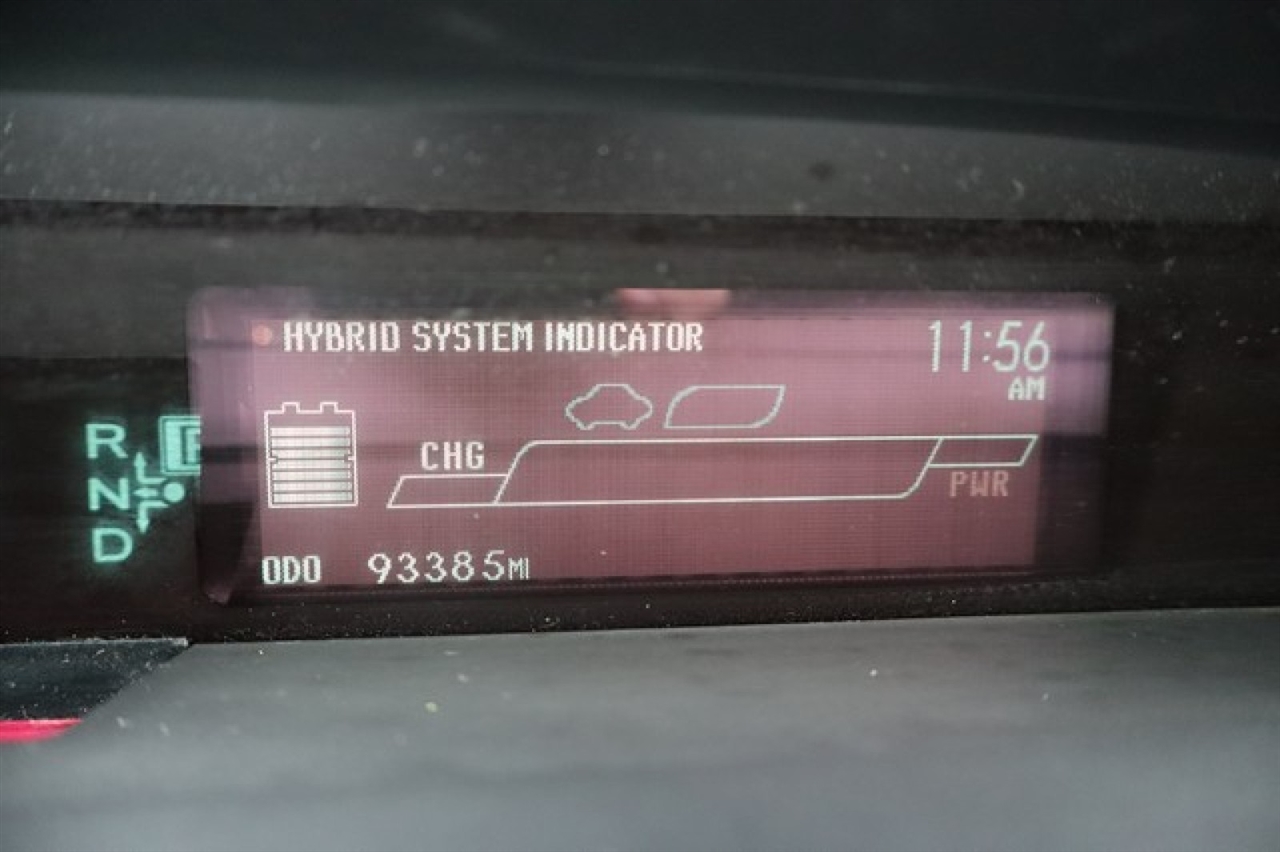 HYBRID SYSTEM INDICATOR
11:56
AM
CHG
PWR
ODO 93385MI
R
P
N
D